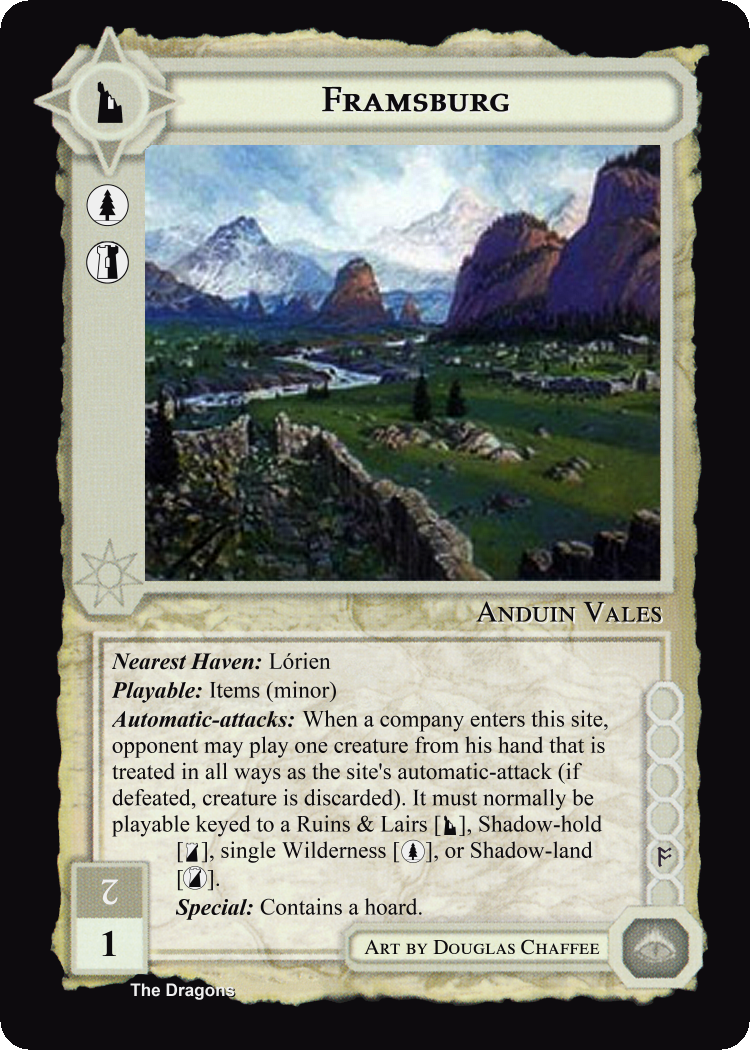 Framsburg
Anduin Vales
Nearest Haven: Lórien
Playable: Items (minor)
Automatic-attacks: When a company enters this site,
opponent may play one creature from his hand that is
treated in all ways as the site's automatic-attack (if
defeated, creature is discarded). It must normally be
playable keyed to a Ruins & Lairs [], Shadow-hold
[], single Wilderness [], or Shadow-land
[].
Special: Contains a hoard.
2
1
Art by Douglas Chaffee
The Dragons